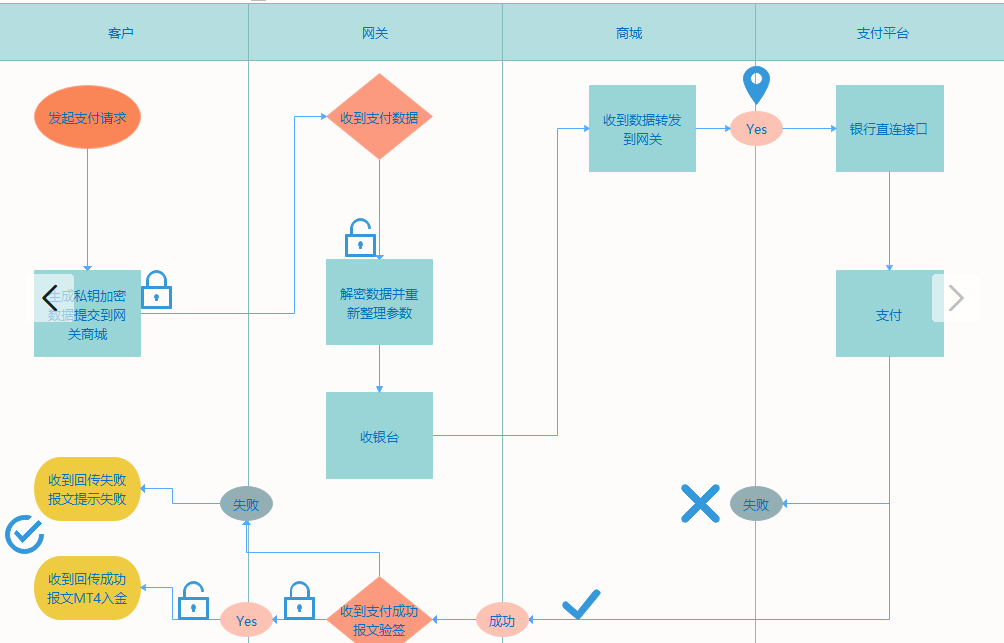 客户
网关
商城
支付平台
发起支付请求
收到支付数据
收到数据转发
到网关
Yes
银行直连接口
生成私钥加密
数据提交到网
关商城
解密数据并重
新整理参数
支付
收银台
收到回传失败
报文提示失败
失败
失败
收到回传成功
报文MT4入金
Yes
收到支付成功
报文验签
成功